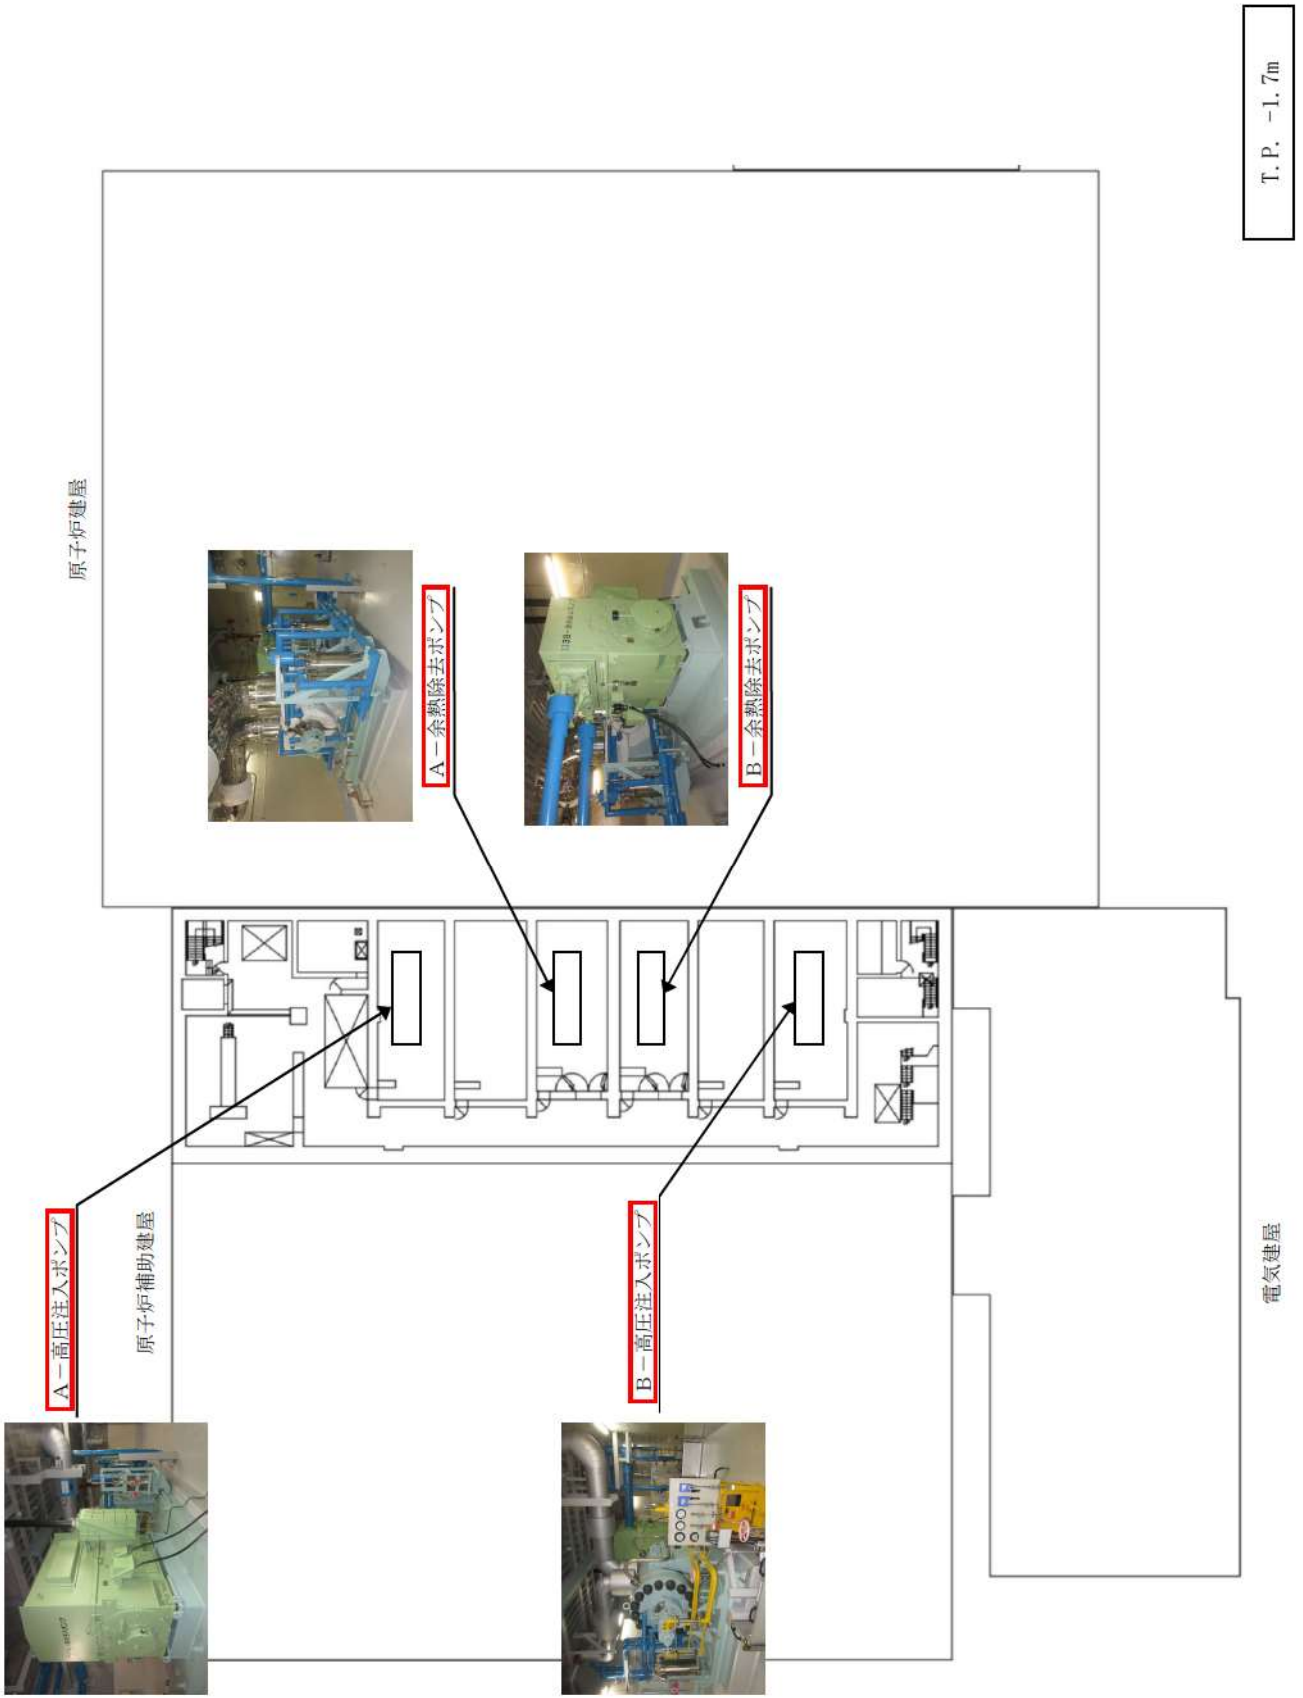 T.P. -1.7m
原子炉建屋
A-余熱除去ポンプ
B-余熱除去ポンプ
A-高圧注入ポンプ
原子炉補助建屋
B-高圧注入ポンプ
電気建屋